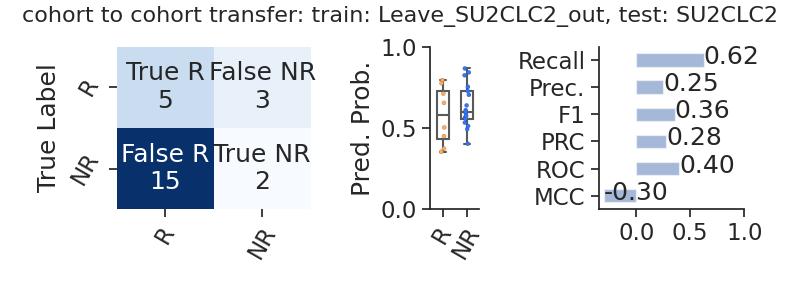 cohort to cohort transfer: train: Leave_SU2CLC2_out, test: SU2CLC2
True Label
R
NR
True R
5
False NR
3
False R
15
True NR
2
R
NR
Pred. Prob.
1.0
0.5
0.0
R
NR
Recall
0.62
Prec.
0.25
F1
0.36
PRC
0.28
ROC
0.40
MCC
-0.30
0.0 0.5 1.0